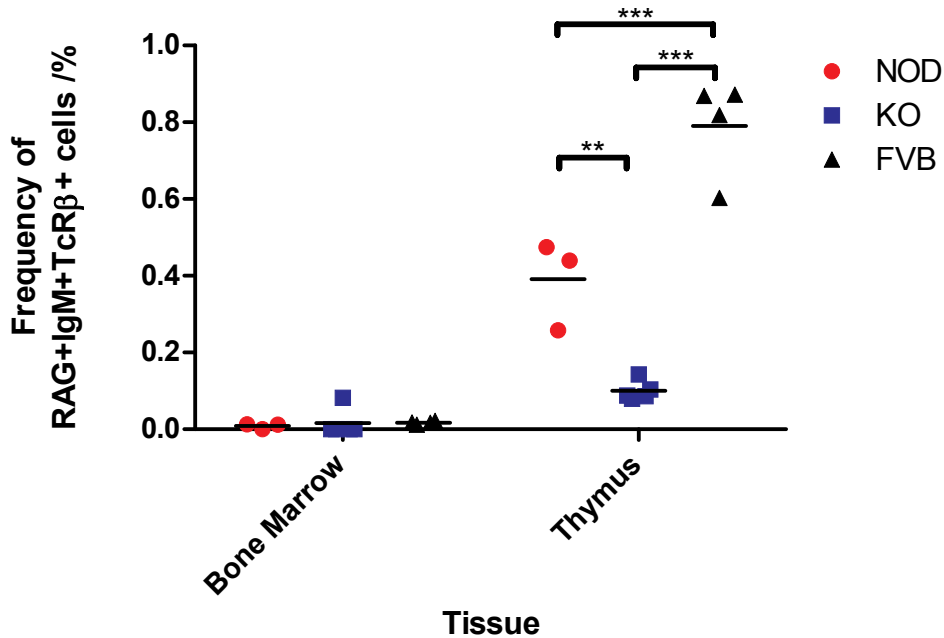 Frequency of
RAG+IgM+TcRβ+ cells /%
1.0
0.8
0.6
0.4
0.2
0.0
***
***
**
NOD
KO
FVB
Bone Marrow
Thymus
Tissue